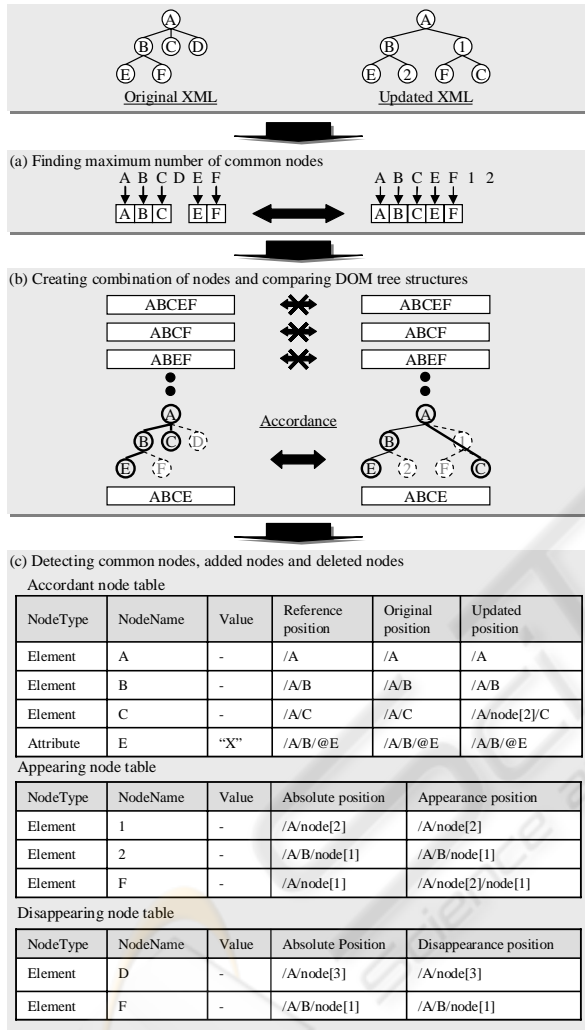 A A
B C D B 1
E F E 2 F C
Original XML Updated XML
(a) Finding maximum number of common nodes
A B C D E F A B C E F 1 2
A B C E F A B C E F
(b) Creating combination of nodes and comparing DOM tree structures
ABCEF ABCEF
ABCF ABCF
ABEF ABEF
A Accordance A
B C D B 1
E F E 2 F C
ABCE ABCE
(c) Detecting common nodes, added nodes and deleted nodes
Accordant node table
NodeType NodeName Value Reference position Original position Updated position
Element A - /A /A /A
Element B - /A/B /A/B /A/B
Element C - /A/C /A/C /A/node[2]/C
Attribute E “X” /A/B/@E /A/B/@E /A/B/@E
Appearing node table
NodeType NodeName Value Absolute position Appearance position
Element 1 - /A/node[2] /A/node[2]
Element 2 - /A/B/node[1] /A/B/node[1]
Element F - /A/node[1] /A/node[2]/node[1]
Disappearing node table
NodeType NodeName Value Absolute Position Disappearance position
Element D - /A/node[3] /A/node[3]
Element F - /A/B/node[1] /A/B/node[1]